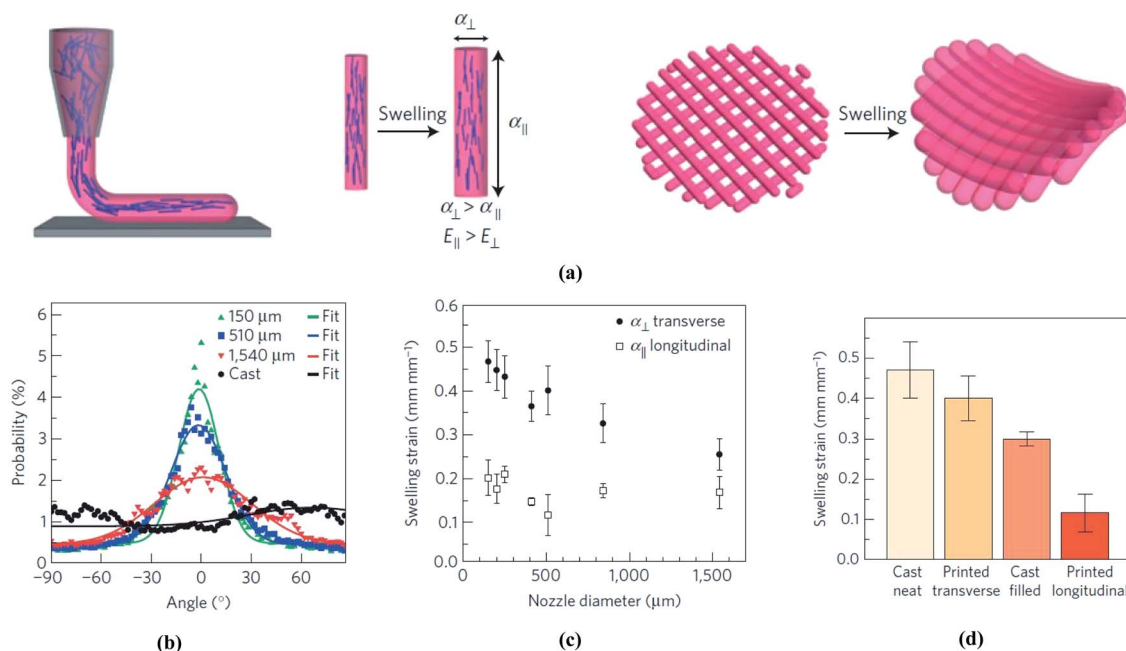 α⊥
Swelling
α∥
α⊥ > α∥
E∥ > E⊥
Swelling
(a)
6
5
4
3
2
1
0
Probability (%)
150 μm Fit
510 μm Fit
1,540 μm Fit
Cast Fit
−90 −60 −30 0 30 60
Angle (°)
(b)
0.6
0.5
0.4
0.3
0.2
0.1
0.0
Swelling strain (mm mm⁻¹)
α⊥ transverse
α∥ longitudinal
0 500 1,000 1,500
Nozzle diameter (μm)
(c)
0.5
0.4
0.3
0.2
0.1
0.0
Swelling strain (mm mm⁻¹)
Cast neat
Printed transverse
Cast filled
Printed longitudinal
(d)